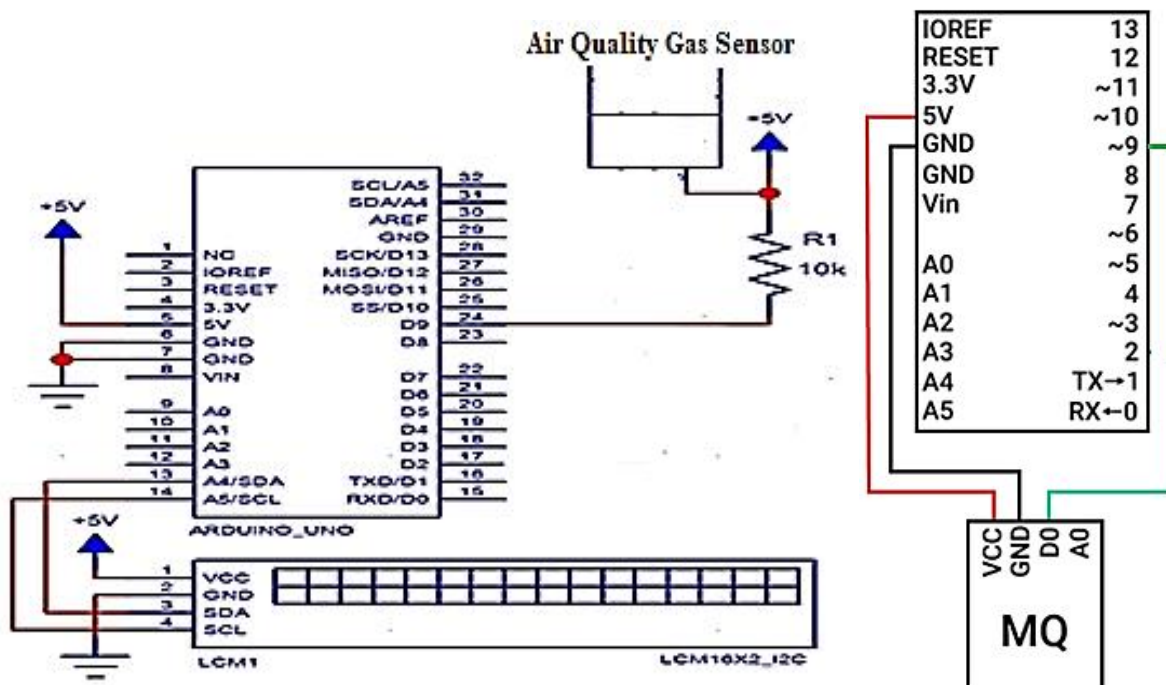 Air Quality Gas Sensor
+5V
R1
10k
+5V
1 NC
2 IOREF
3 RESET
4 3.3V
5 5V
6 GND
7 GND
8 VIN
9 A0
10 A1
11 A2
12 A3
13 A4/SDA
14 A5/SCL
SCL/A5 32
SDA/A4 31
AREF 30
GND 29
SCK/D13 28
MISO/D12 27
MOSI/D11 26
SS/D10 25
D9 24
D8 23
D7 22
D6 21
D5 20
D4 19
D3 18
D2 17
TXD/D1 16
RXD/D0 15
ARDUINO_UNO
+5V
1 VCC
2 GND
3 SDA
4 SCL
LCM1
LCM16X2_I2C
IOREF 13
RESET 12
3.3V ~11
5V ~10
GND ~9
GND 8
Vin 7
~6
A0 ~5
A1 4
A2 ~3
A3 2
A4 TX→1
A5 RX←0
VCC
GND
D0
A0
MQ